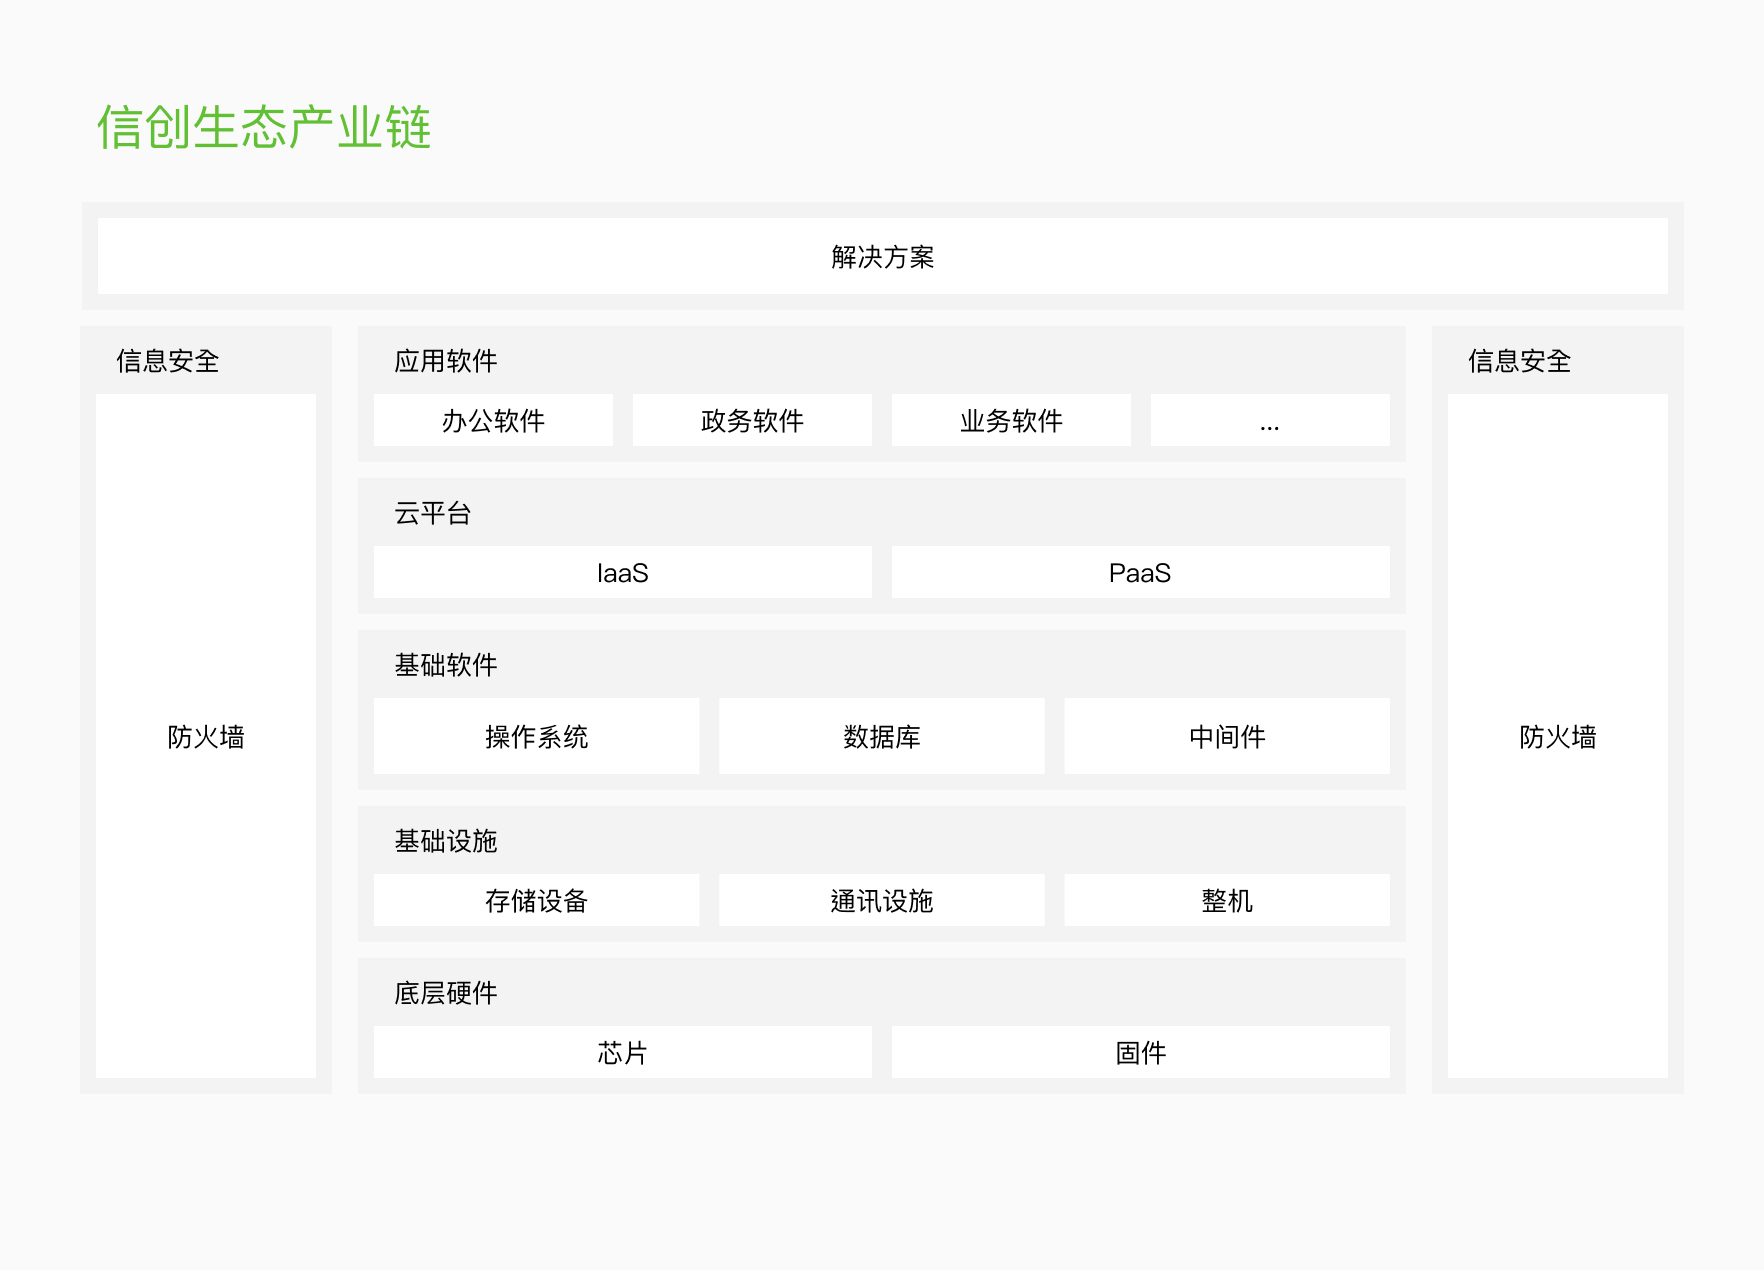 信创生态产业链
解决方案
信息安全
防火墙
应用软件
办公软件
政务软件
业务软件
...
云平台
IaaS
PaaS
基础软件
操作系统
数据库
中间件
基础设施
存储设备
通讯设施
整机
底层硬件
芯片
固件
信息安全
防火墙